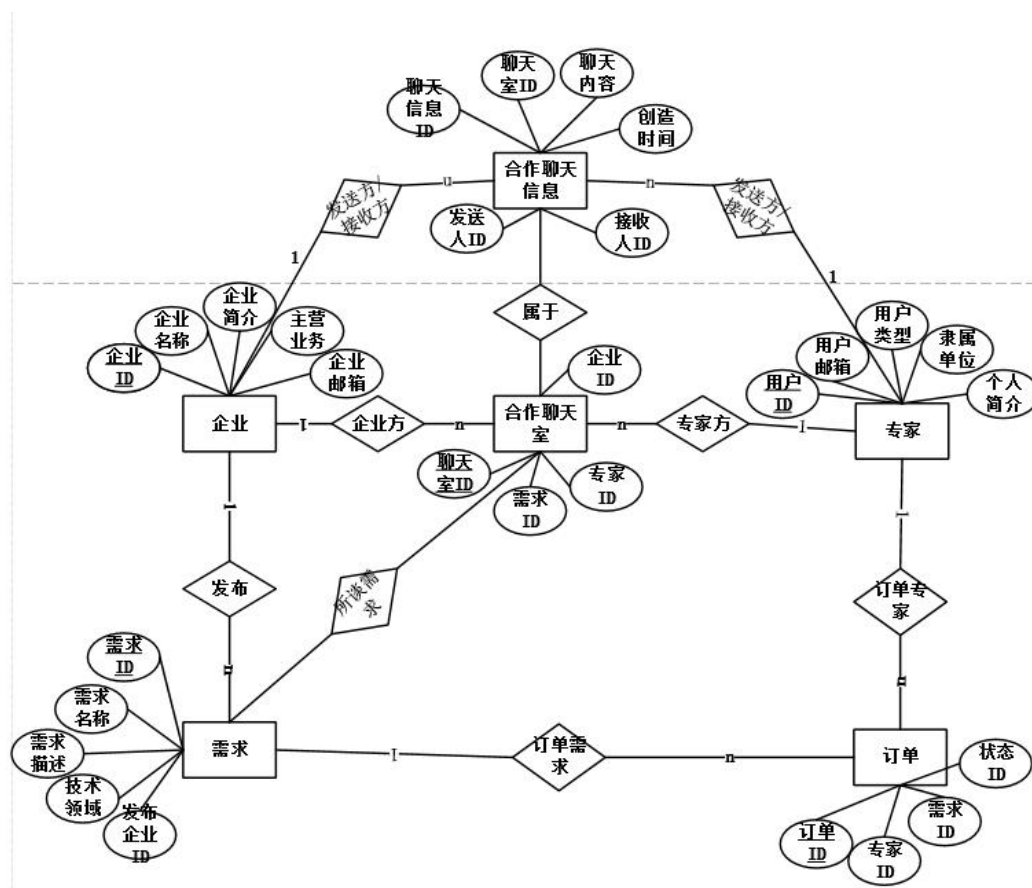 聊天
室ID
聊天
内容
聊天
信息
ID
创造
时间
合作聊天
信息
n
n
发送方/
接收方
发送方/
接收方
发送
人ID
接收
人ID
1
1
属于
企业
简介
企业
名称
主营
业务
企业
ID
企业
邮箱
企业
ID
用户
类型
用户
邮箱
隶属
单位
用户
ID
个人
简介
企业
1
企业方
n
合作聊天
室
n
专家方
1
专家
聊天
室ID
需求
ID
专家
ID
1
1
发布
所谈需
求
订单专
家
n
n
需求
ID
需求
名称
需求
描述
技术
领域
发布
企业
ID
需求
1
订单需
求
n
订单
状态
ID
需求
ID
订单
ID
专家
ID